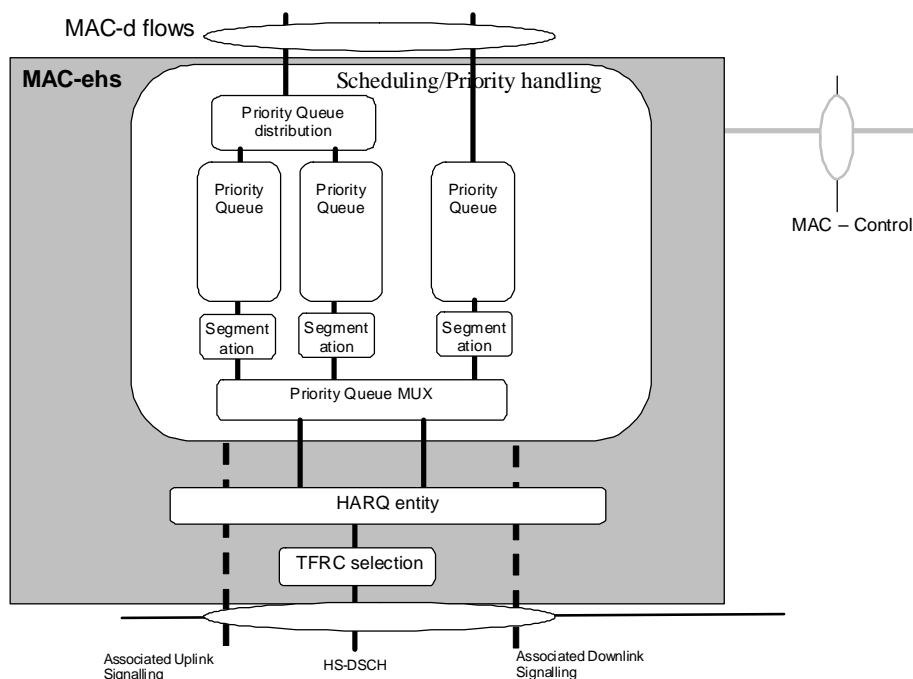 MAC-d flows
MAC-ehs
Scheduling/Priority handling
Priority Queue
distribution
Priority
Queue
Priority
Queue
Priority
Queue
MAC – Control
Segment
ation
Segment
ation
Segment
ation
Priority Queue MUX
HARQ entity
TFRC selection
Associated Uplink
Signalling
HS-DSCH
Associated Downlink
Signalling